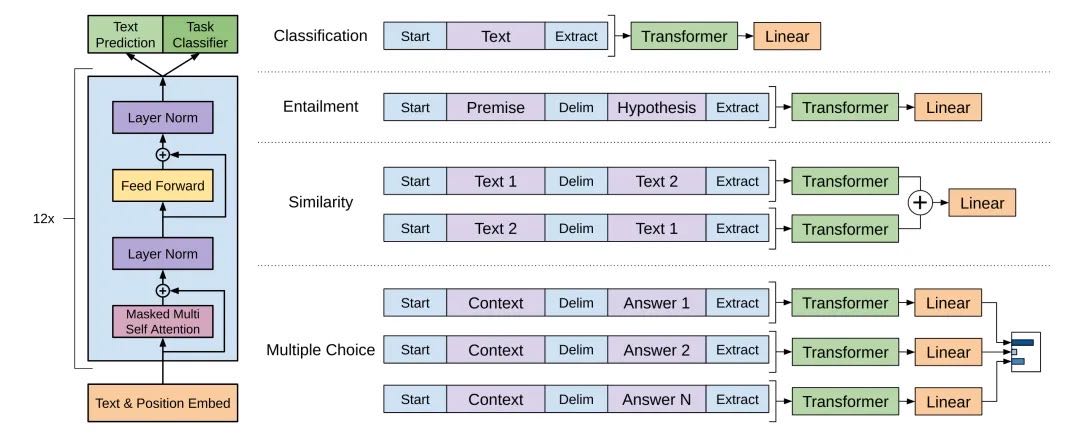 Text
Prediction
Task
Classifier
Layer Norm
Feed Forward
12x
Layer Norm
Masked Multi
Self Attention
Text & Position Embed
Classification
Start
Text
Extract
Transformer
Linear
Entailment
Start
Premise
Delim
Hypothesis
Extract
Transformer
Linear
Similarity
Start
Text 1
Delim
Text 2
Extract
Transformer
Start
Text 2
Delim
Text 1
Extract
Transformer
Linear
Multiple Choice
Start
Context
Delim
Answer 1
Extract
Transformer
Linear
Start
Context
Delim
Answer 2
Extract
Transformer
Linear
Start
Context
Delim
Answer N
Extract
Transformer
Linear